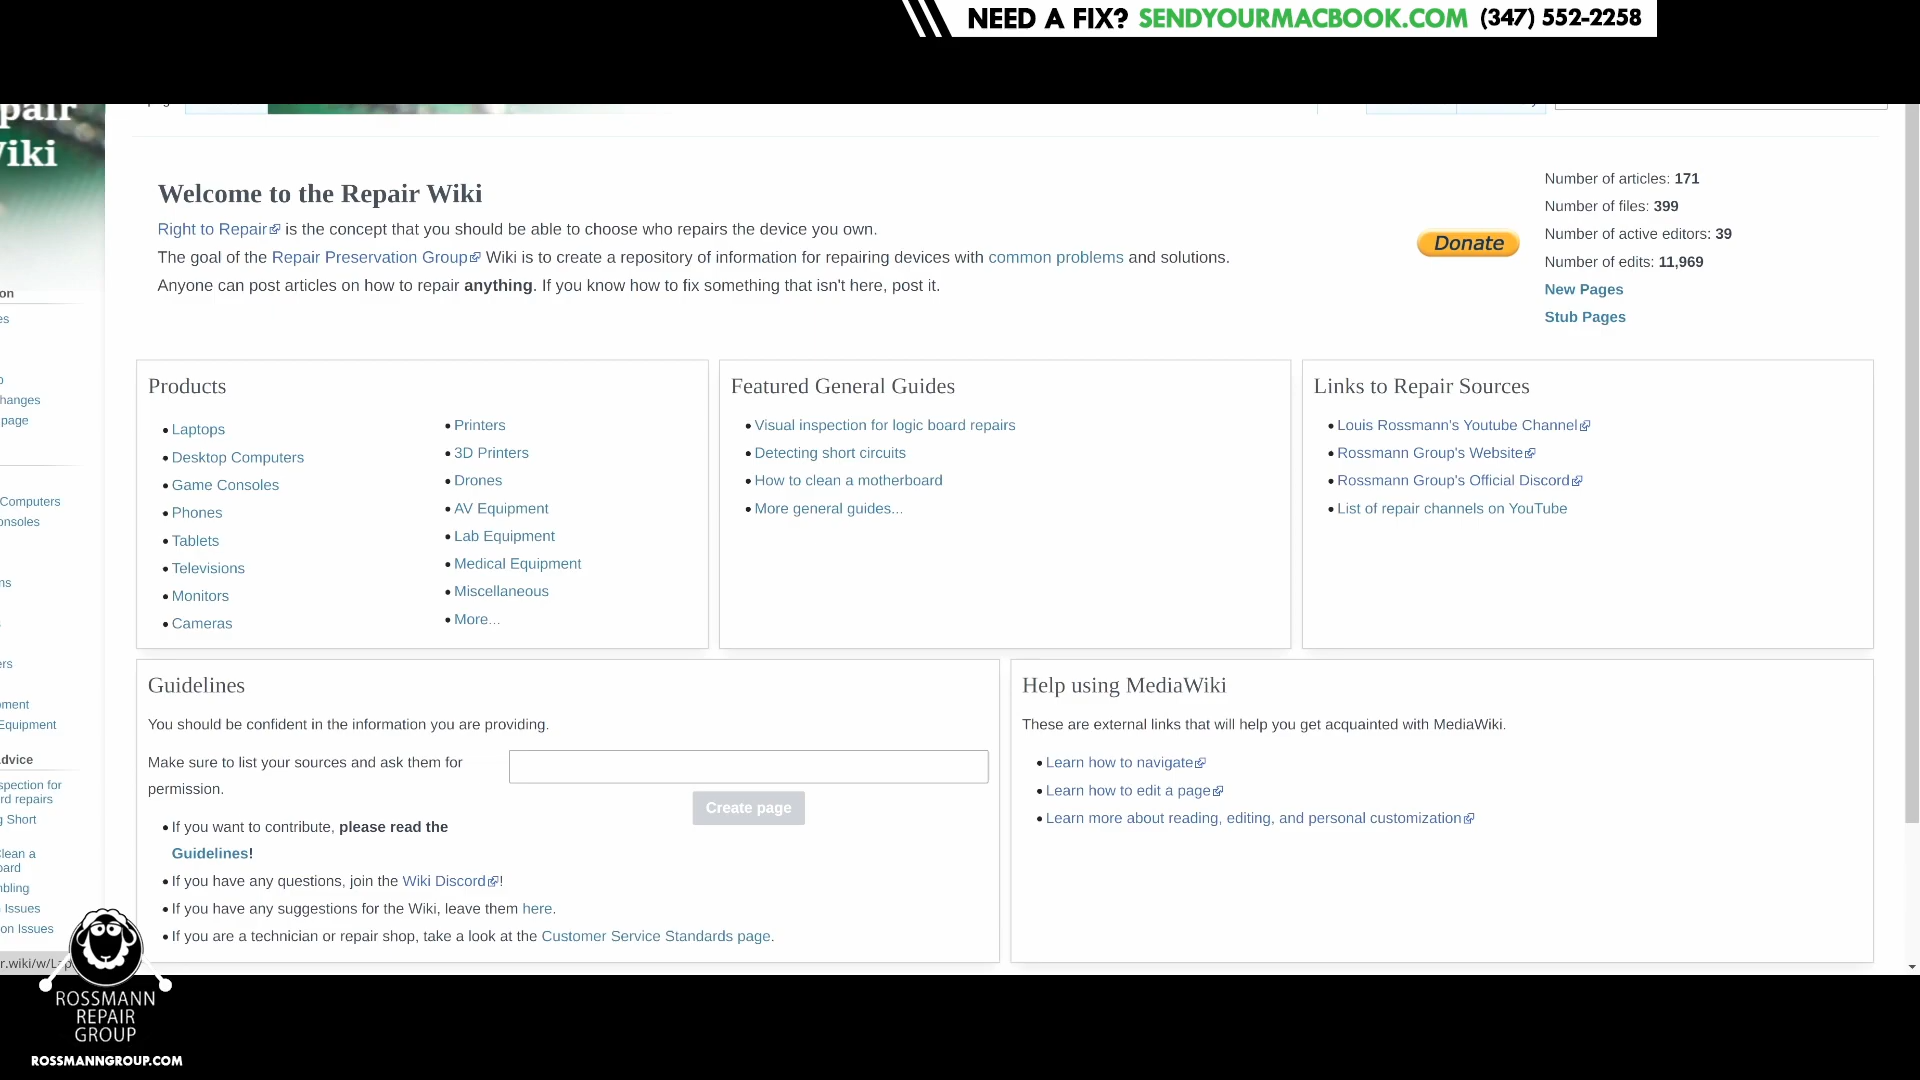 NEED A FIX? SENDYOURMACBOOK.COM (347) 552-2258
Wiki
Welcome to the Repair Wiki
Right to Repair is the concept that you should be able to choose who repairs the device you own.
The goal of the Repair Preservation Group Wiki is to create a repository of information for repairing devices with common problems and solutions.
Anyone can post articles on how to repair anything. If you know how to fix something that isn't here, post it.
Donate
Number of articles: 171
Number of files: 399
Number of active editors: 39
Number of edits: 11,969
New Pages
Stub Pages
hanges
page
Computers
onsoles
Equipment
dvice
spection for
rd repairs
g Short
Clean a
oard
mbling
Issues
on Issues
Products
Laptops
Desktop Computers
Game Consoles
Phones
Tablets
Televisions
Monitors
Cameras
Printers
3D Printers
Drones
AV Equipment
Lab Equipment
Medical Equipment
Miscellaneous
More...
Featured General Guides
Visual inspection for logic board repairs
Detecting short circuits
How to clean a motherboard
More general guides...
Links to Repair Sources
Louis Rossmann's Youtube Channel
Rossmann Group's Website
Rossmann Group's Official Discord
List of repair channels on YouTube
Guidelines
You should be confident in the information you are providing.
Make sure to list your sources and ask them for
permission.
Create page
If you want to contribute, please read the
Guidelines!
If you have any questions, join the Wiki Discord!
If you have any suggestions for the Wiki, leave them here.
If you are a technician or repair shop, take a look at the Customer Service Standards page.
Help using MediaWiki
These are external links that will help you get acquainted with MediaWiki.
Learn how to navigate
Learn how to edit a page
Learn more about reading, editing, and personal customization
r.wiki/w/Lap
ROSSMANN
REPAIR
GROUP
ROSSMANNGROUP.COM